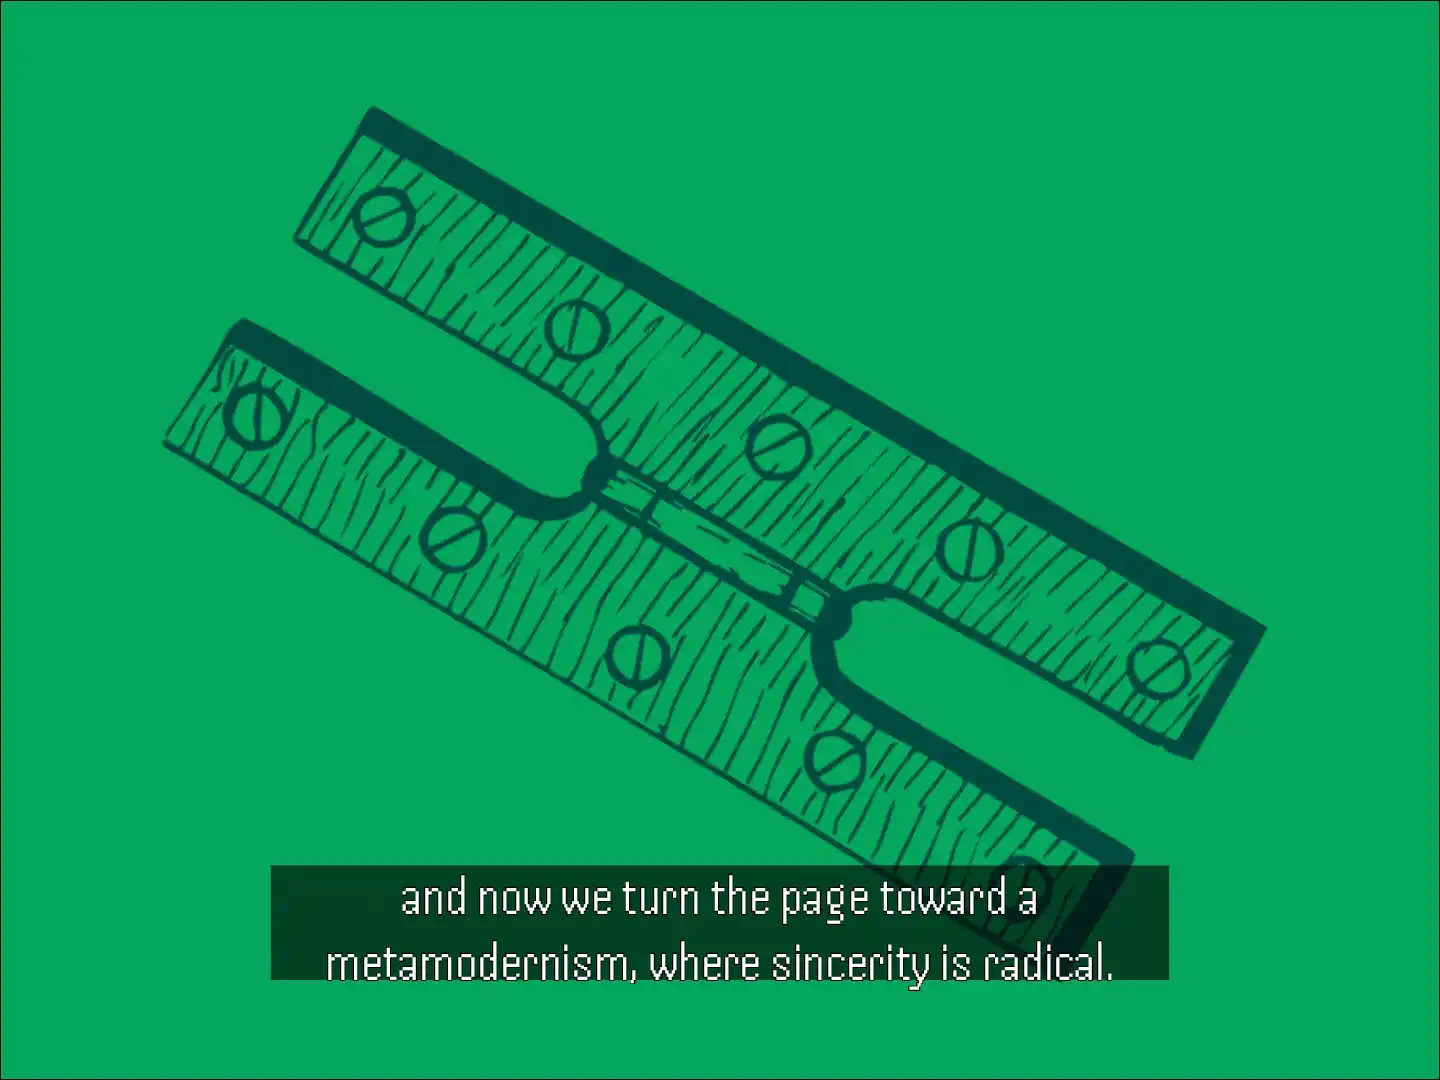 and now we turn the page toward a
metamodernism, where sincerity is radical.